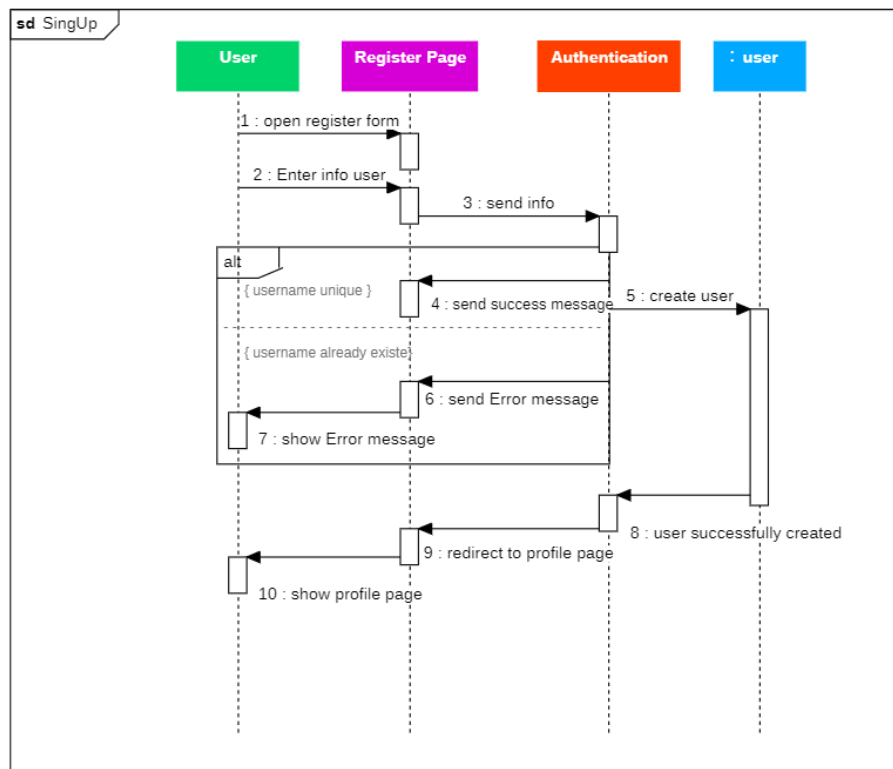 sd SingUp
User
Register Page
Authentication
: user
1 : open register form
2 : Enter info user
3 : send info
alt
{ username unique }
4 : send success message
5 : create user
{ username already existe}
6 : send Error message
7 : show Error message
8 : user successfully created
9 : redirect to profile page
10 : show profile page